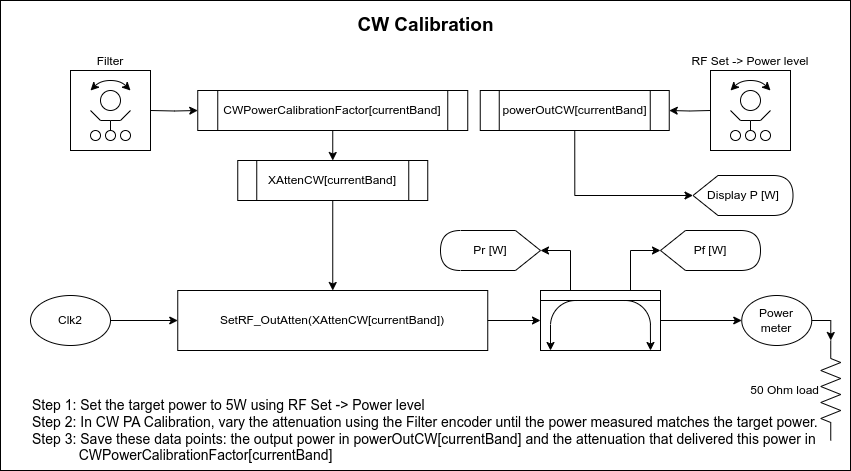 CW Calibration
Filter
RF Set -> Power level
CWPowerCalibrationFactor[currentBand]
powerOutCW[currentBand]
XAttenCW[currentBand]
Display P [W]
Pr [W]
Pf [W]
Clk2
SetRF_OutAtten(XAttenCW[currentBand])
Power
meter
50 Ohm load
Step 1: Set the target power to 5W using RF Set -> Power level
Step 2: In CW PA Calibration, vary the attenuation using the Filter encoder until the power measured matches the target power.
Step 3: Save these data points: the output power in powerOutCW[currentBand] and the attenuation that delivered this power in
CWPowerCalibrationFactor[currentBand]